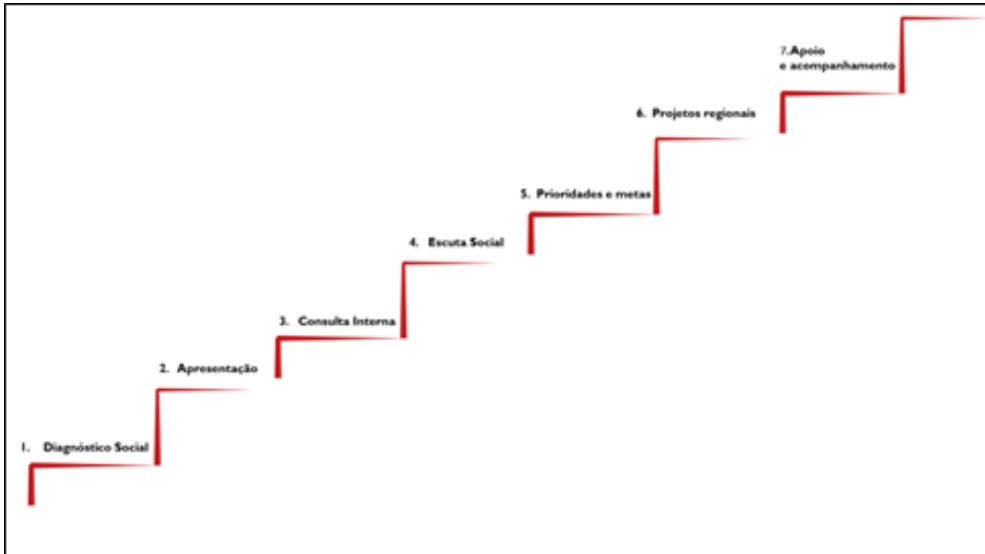 7.Apoio
e acompanhamento
6. Projetos regionais
5. Prioridades e metas
4. Escuta Social
3. Consulta Interna
2. Apresentação
1. Diagnóstico Social